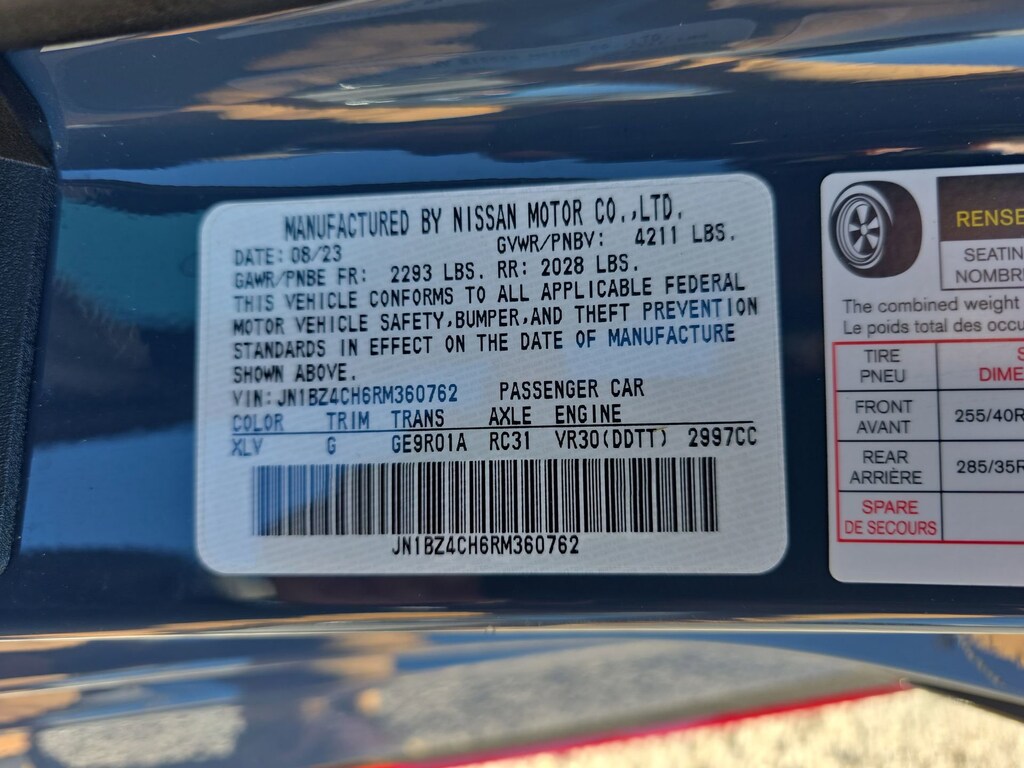 MANUFACTURED BY NISSAN MOTOR CO.,LTD.
DATE: 08/23 GVWR/PNBV: 4211 LBS.
GAWR/PNBE FR: 2293 LBS. RR: 2028 LBS.
THIS VEHICLE CONFORMS TO ALL APPLICABLE FEDERAL
MOTOR VEHICLE SAFETY,BUMPER,AND THEFT PREVENTION
STANDARDS IN EFFECT ON THE DATE OF MANUFACTURE
SHOWN ABOVE.
VIN: JN1BZ4CH6RM360762 PASSENGER CAR
COLOR TRIM TRANS AXLE ENGINE
XLV G GE9R01A RC31 VR30(DDTT) 2997CC
JN1BZ4CH6RM360762
RENSE
SEATIN
NOMBR
The combined weight
Le poids total des occu
TIRE
PNEU
S
DIME
FRONT
AVANT
255/40R
REAR
ARRIÈRE
285/35R
SPARE
DE SECOURS